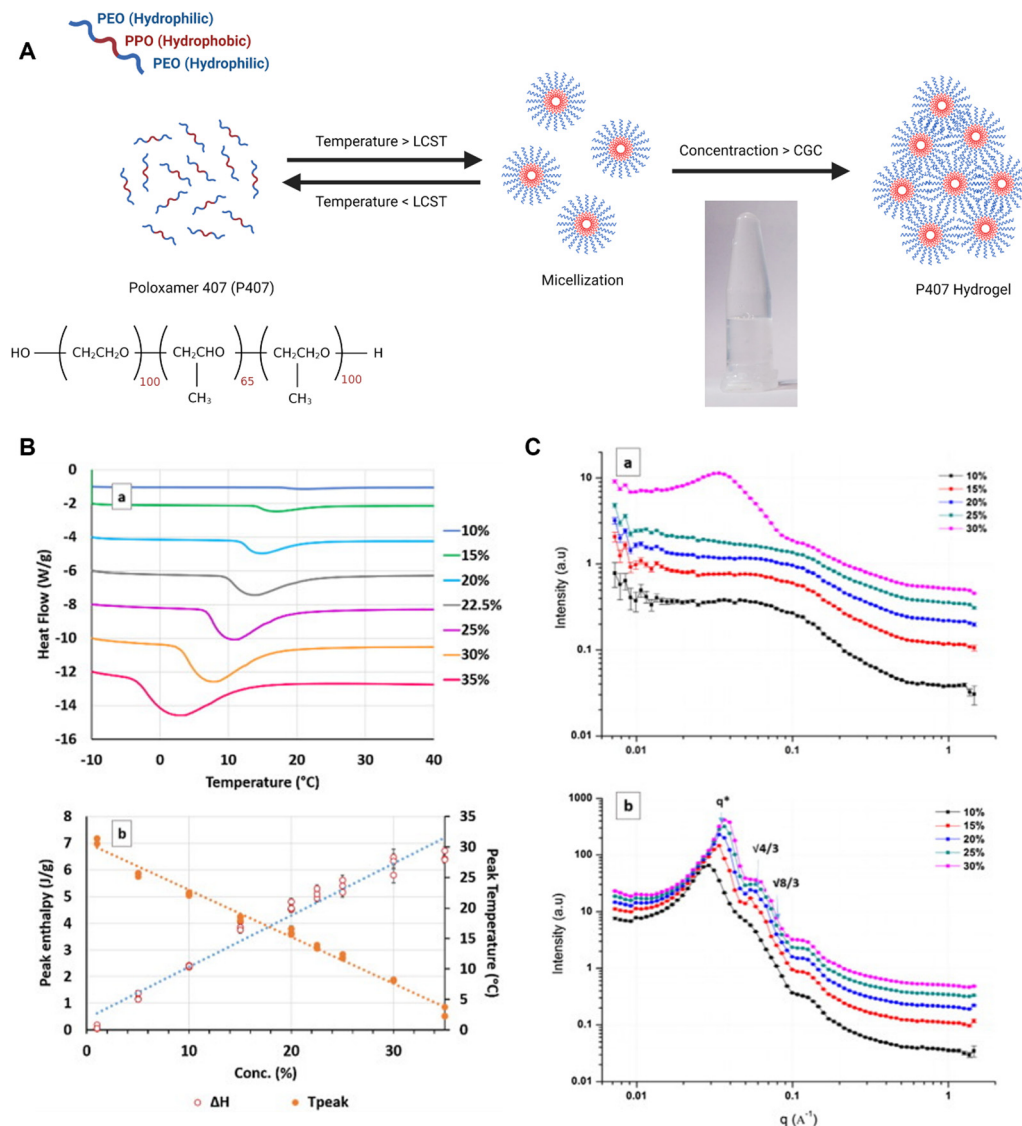 PEO (Hydrophilic)
PPO (Hydrophobic)
PEO (Hydrophilic)
A
Temperature > LCST
Temperature < LCST
Concentraction > CGC
Poloxamer 407 (P407)
Micellization
P407 Hydrogel
HO
CH₂CH₂O
100
CH₂CHO
CH₃
65
CH₂CH₂O
CH₃
100
H
B
a
0
-2
-4
-6
-8
-10
-12
-14
-16
Heat Flow (W/g)
-10
0
10
20
30
40
Temperature (°C)
10%
15%
20%
22.5%
25%
30%
35%
b
8
7
6
5
4
3
2
1
0
Peak enthalpy (J/g)
35
30
25
20
15
10
5
0
Peak Temperature (°C)
0
10
20
30
Conc. (%)
ΔH
Tpeak
C
a
10
1
0.1
0.01
Intensity (a.u)
0.01
0.1
1
10%
15%
20%
25%
30%
b
q*
√4/3
√8/3
1000
100
10
1
0.1
0.01
Intensity (a.u)
0.01
0.1
1
q (A⁻¹)
10%
15%
20%
25%
30%